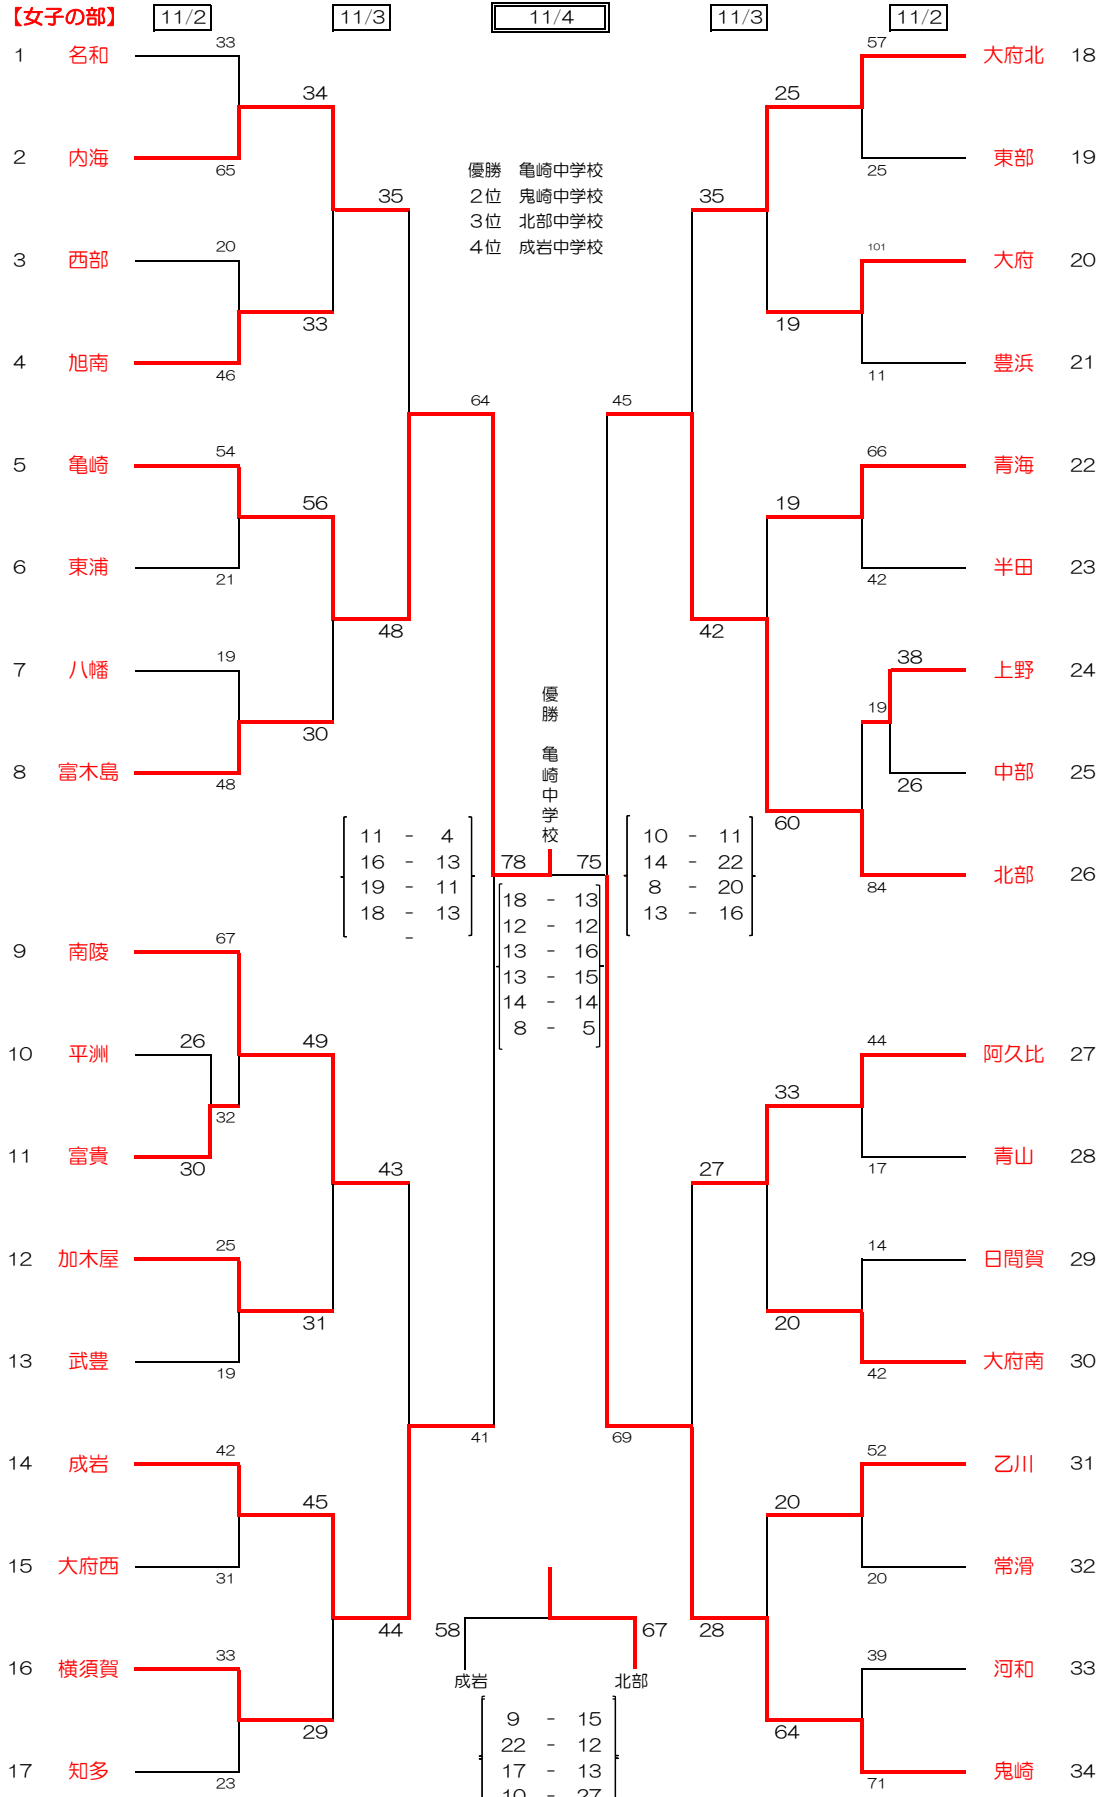 【女子の部】 11/2 11/3 11/4 11/3 11/2
33 57
1 名和 大府北 18
34 25
2 内海 東部 19
65 25
優勝 亀崎中学校
35 2位 鬼崎中学校 35
3位 北部中学校
4位 成岩中学校
20 101
3 西部 大府 20
33 19
4 旭南 豊浜 21
46 11
64 45
54 66
5 亀崎 青海 22
56 19
6 東浦 半田 23
21 42
48 42
19 38
7 八幡 上野 24
19
30
8 富木島 中部 25
48 26
優勝 亀崎中学校
60
11 - 4 10 - 11
16 - 13 78 75 14 - 22
北部 26
19 - 11 8 - 20
84
18 - 13 13 - 16
-
18 - 13
12 - 12
13 - 16
13 - 15
14 - 14
8 - 5
67
9 南陵
26 49 44
10 平洲 阿久比 27
33
32
11 富貴 青山 28
30 43 27 17
25 14
12 加木屋 日間賀 29
31 20
13 武豊 大府南 30
19 42
41 69
42 52
14 成岩 乙川 31
45 20
15 大府西 常滑 32
31 20
44 58 67 28
33 39
16 横須賀 河和 33
成岩 北部
9 - 15
29 64
22 - 12
17 - 13
17 知多 鬼崎 34
23 71
10 - 27